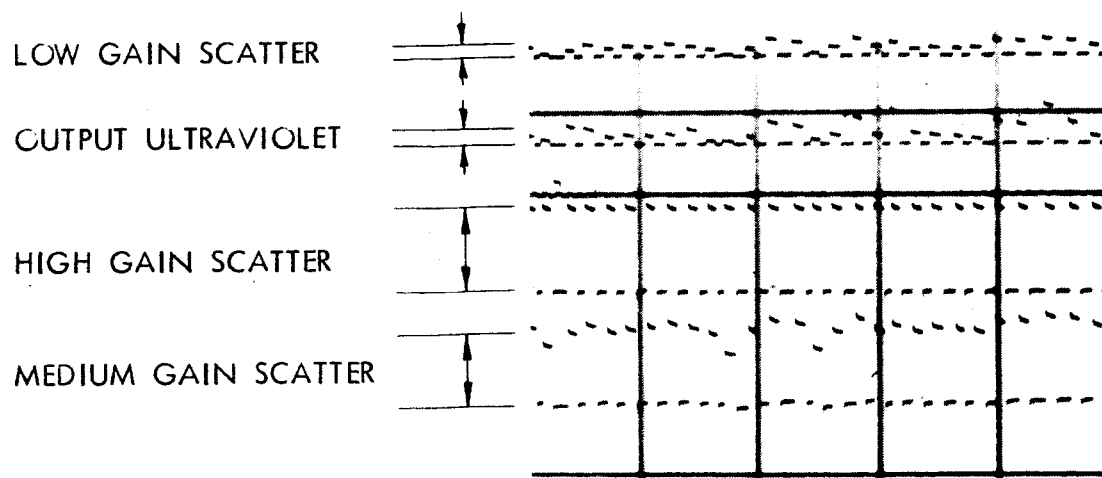 LOW GAIN SCATTER
OUTPUT ULTRAVIOLET
HIGH GAIN SCATTER
MEDIUM GAIN SCATTER